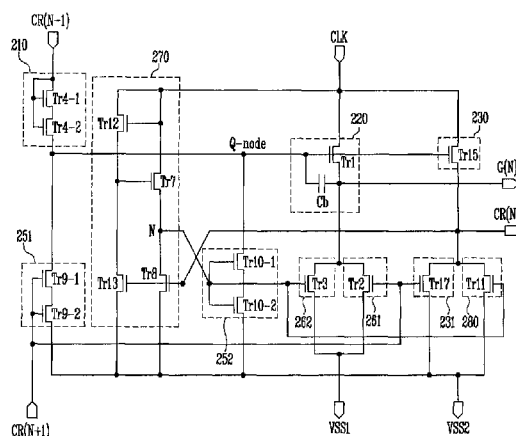 CR(N-1)
210
270
CLK
220
230
Tr4-1
Tr4-2
Tr12
Q-node
Tr1
Tr15
Tr7
Cb
G(N)
N
CR(N
251
Tr9-1
Tr9-2
Tr13
Tr8
Tr10-1
Tr10-2
Tr3
Tr2
Tr17
Tr11
262
261
231
280
252
CR(N+1)
VSS1
VSS2